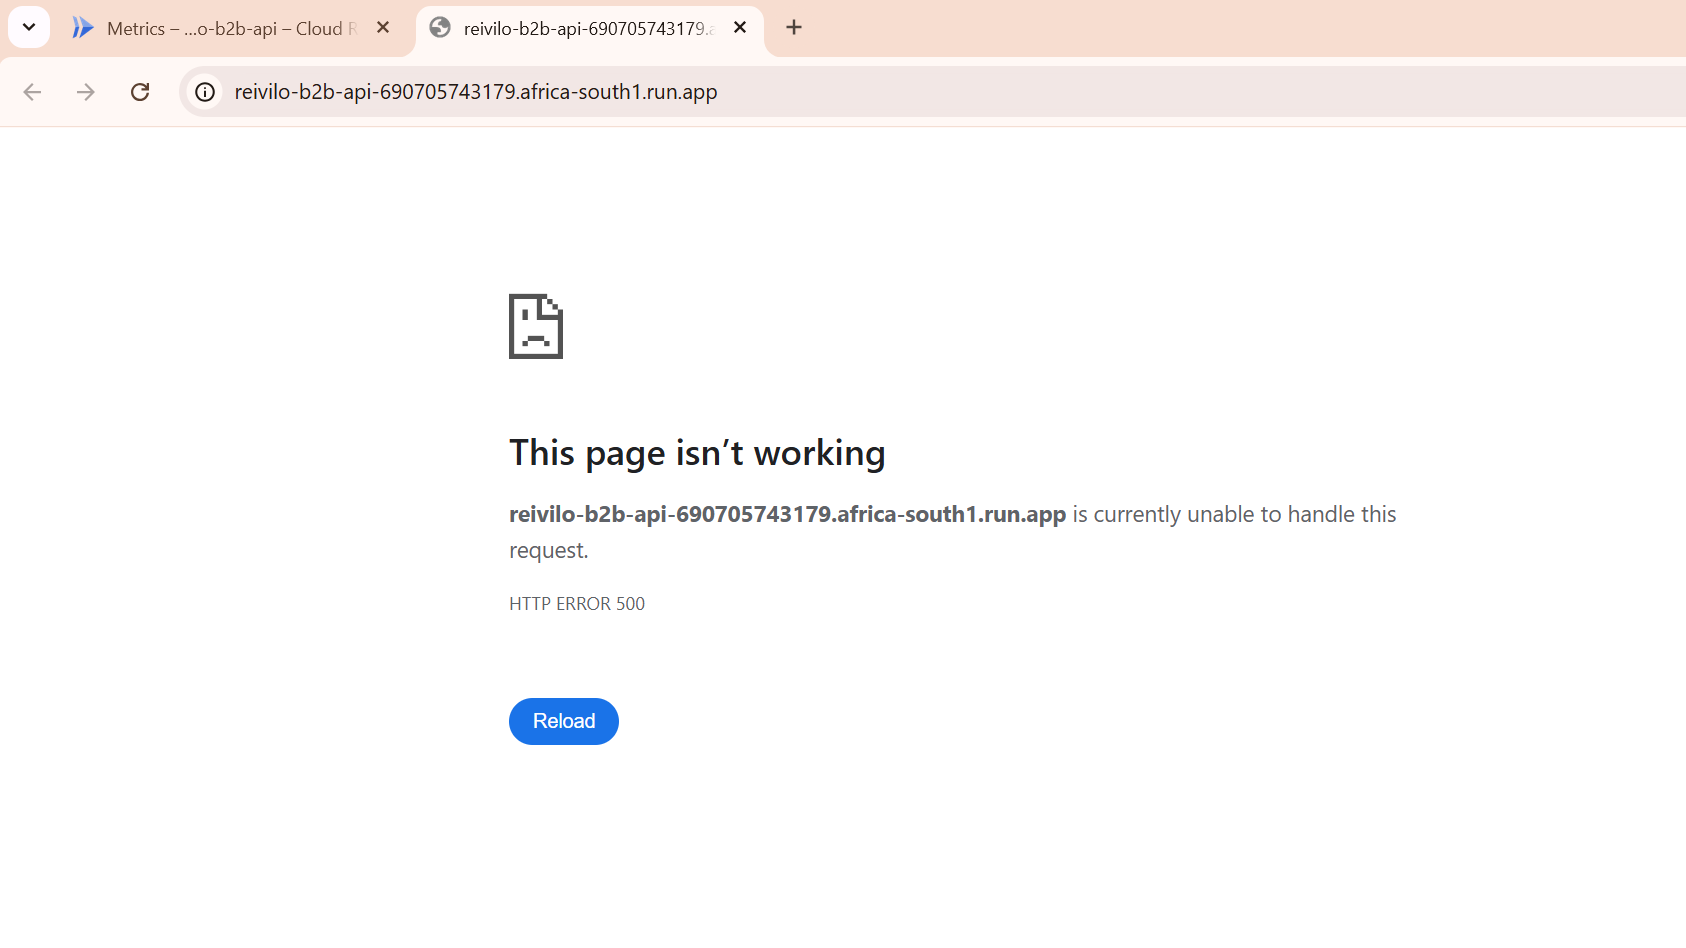 Metrics – ...o-b2b-api – Cloud
reivilo-b2b-api-690705743179.
reivilo-b2b-api-690705743179.africa-south1.run.app
This page isn’t working
reivilo-b2b-api-690705743179.africa-south1.run.app is currently unable to handle this
request.
HTTP ERROR 500
Reload